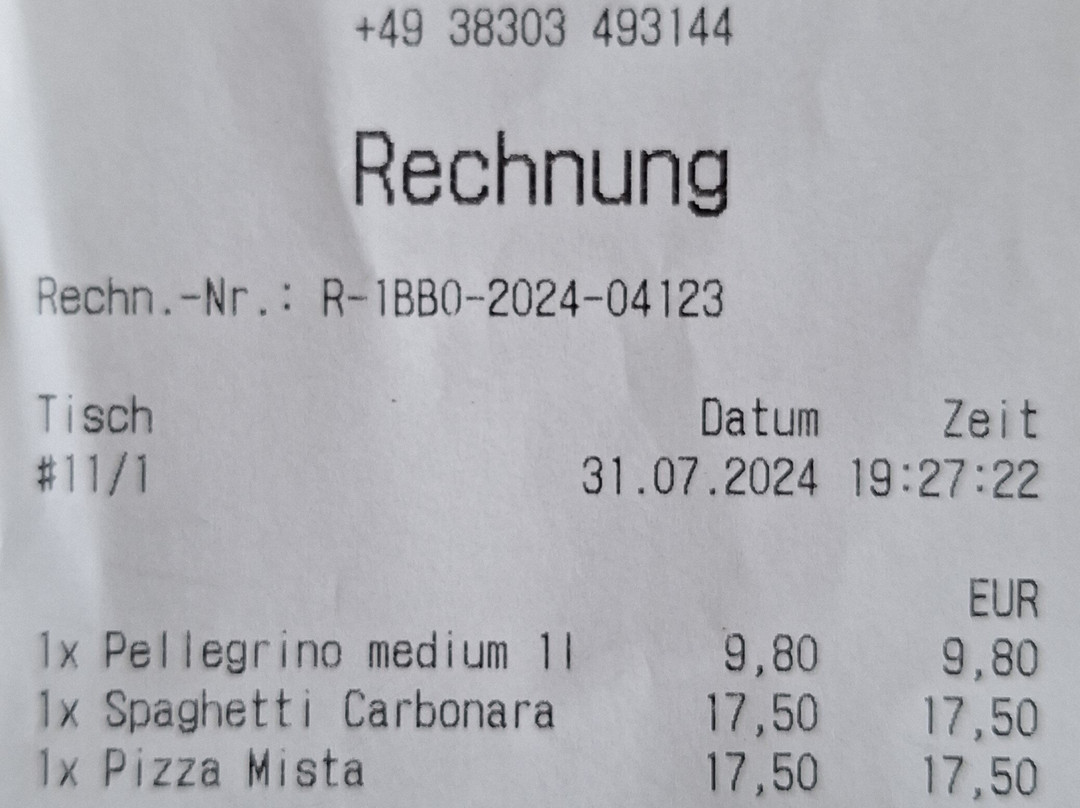 +49 38303 493144
Rechnung
Rechn.-Nr.: R-1BB0-2024-04123
Tisch Datum Zeit
#11/1 31.07.2024 19:27:22
EUR
1x Pellegrino medium 1l 9,80 9,80
1x Spaghetti Carbonara 17,50 17,50
1x Pizza Mista 17,50 17,50